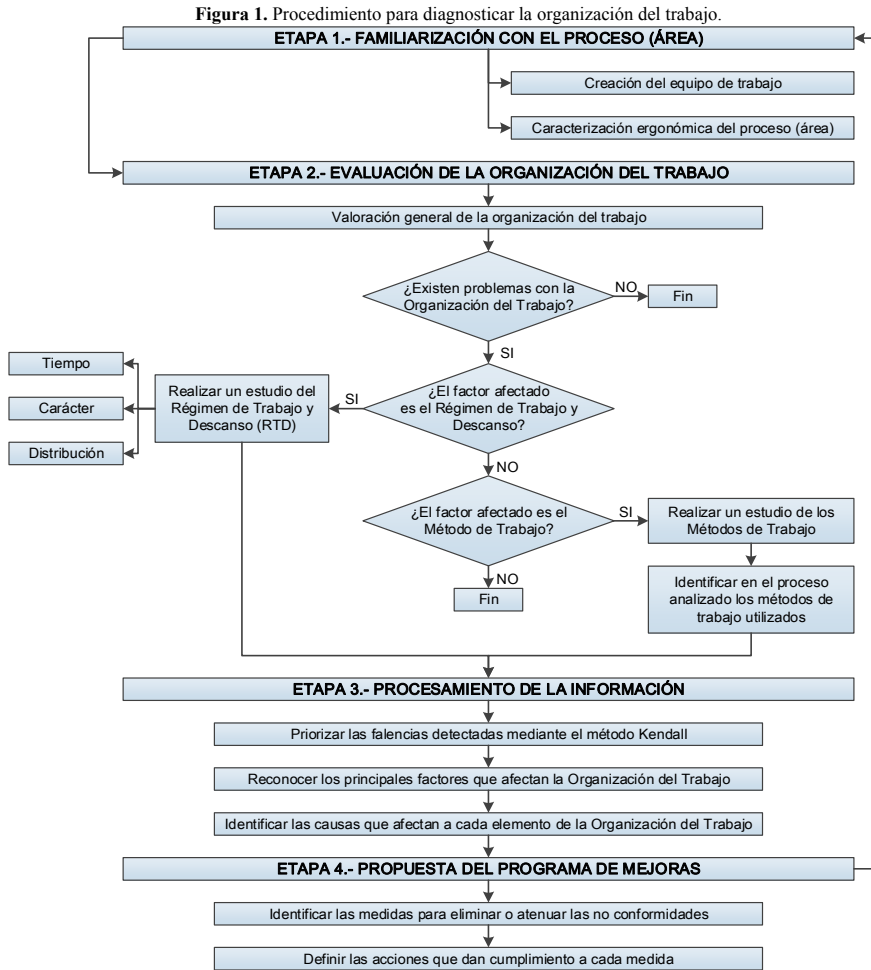 Figura 1. Procedimiento para diagnosticar la organización del trabajo.
ETAPA 1.- FAMILIARIZACIÓN CON EL PROCESO (ÁREA)
Creación del equipo de trabajo
Caracterización ergonómica del proceso (área)
ETAPA 2.- EVALUACIÓN DE LA ORGANIZACIÓN DEL TRABAJO
Valoración general de la organización del trabajo
¿Existen problemas con la
Organización del Trabajo?
NO
Fin
SI
¿El factor afectado
es el Régimen de Trabajo y
Descanso?
SI
Realizar un estudio del
Régimen de Trabajo y
Descanso (RTD)
Tiempo
Carácter
Distribución
NO
¿El factor afectado es el
Método de Trabajo?
SI
Realizar un estudio de los
Métodos de Trabajo
Identificar en el proceso
analizado los métodos de
trabajo utilizados
NO
Fin
ETAPA 3.- PROCESAMIENTO DE LA INFORMACIÓN
Priorizar las falencias detectadas mediante el método Kendall
Reconocer los principales factores que afectan la Organización del Trabajo
Identificar las causas que afectan a cada elemento de la Organización del Trabajo
ETAPA 4.- PROPUESTA DEL PROGRAMA DE MEJORAS
Identificar las medidas para eliminar o atenuar las no conformidades
Definir las acciones que dan cumplimiento a cada medida